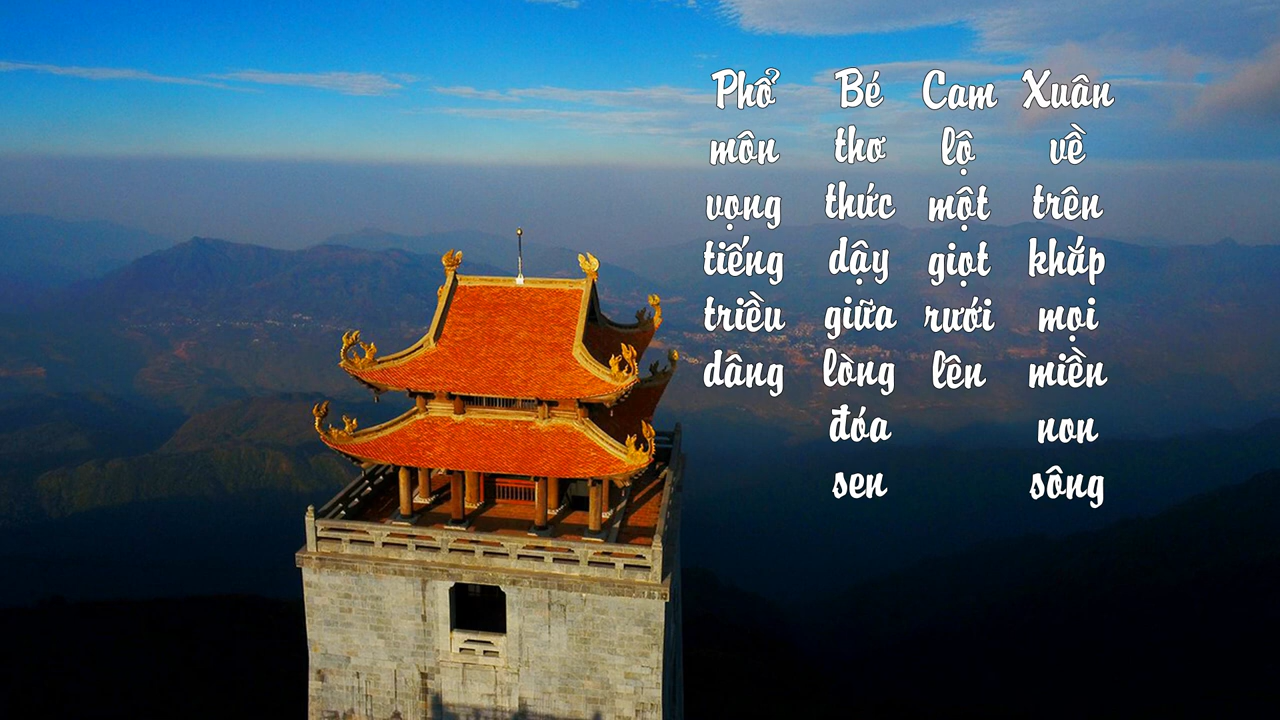 Phổ môn vọng tiếng triều dâng
Bé thơ thức dậy giữa lòng đóa sen
Cam lộ một giọt rưới lên
Xuân về trên khắp mọi miền non sông